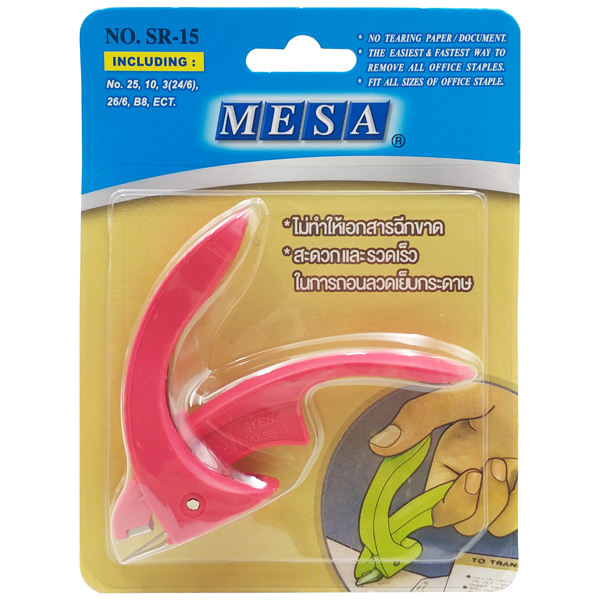 NO. SR-15
INCLUDING :
No. 25, 10, 3(24/6),
26/6, B8, ECT.
* NO TEARING PAPER/DOCUMENT.
* THE EASIEST & FASTEST WAY TO
REMOVE ALL OFFICE STAPLES.
* FIT ALL SIZES OF OFFICE STAPLE.
MESA®
*ไม่ทำให้เอกสารฉีกขาด
*สะดวกและรวดเร็ว
ในการถอนลวดเย็บกระดาษ
MESA
NO. SR-15
TO TRAN